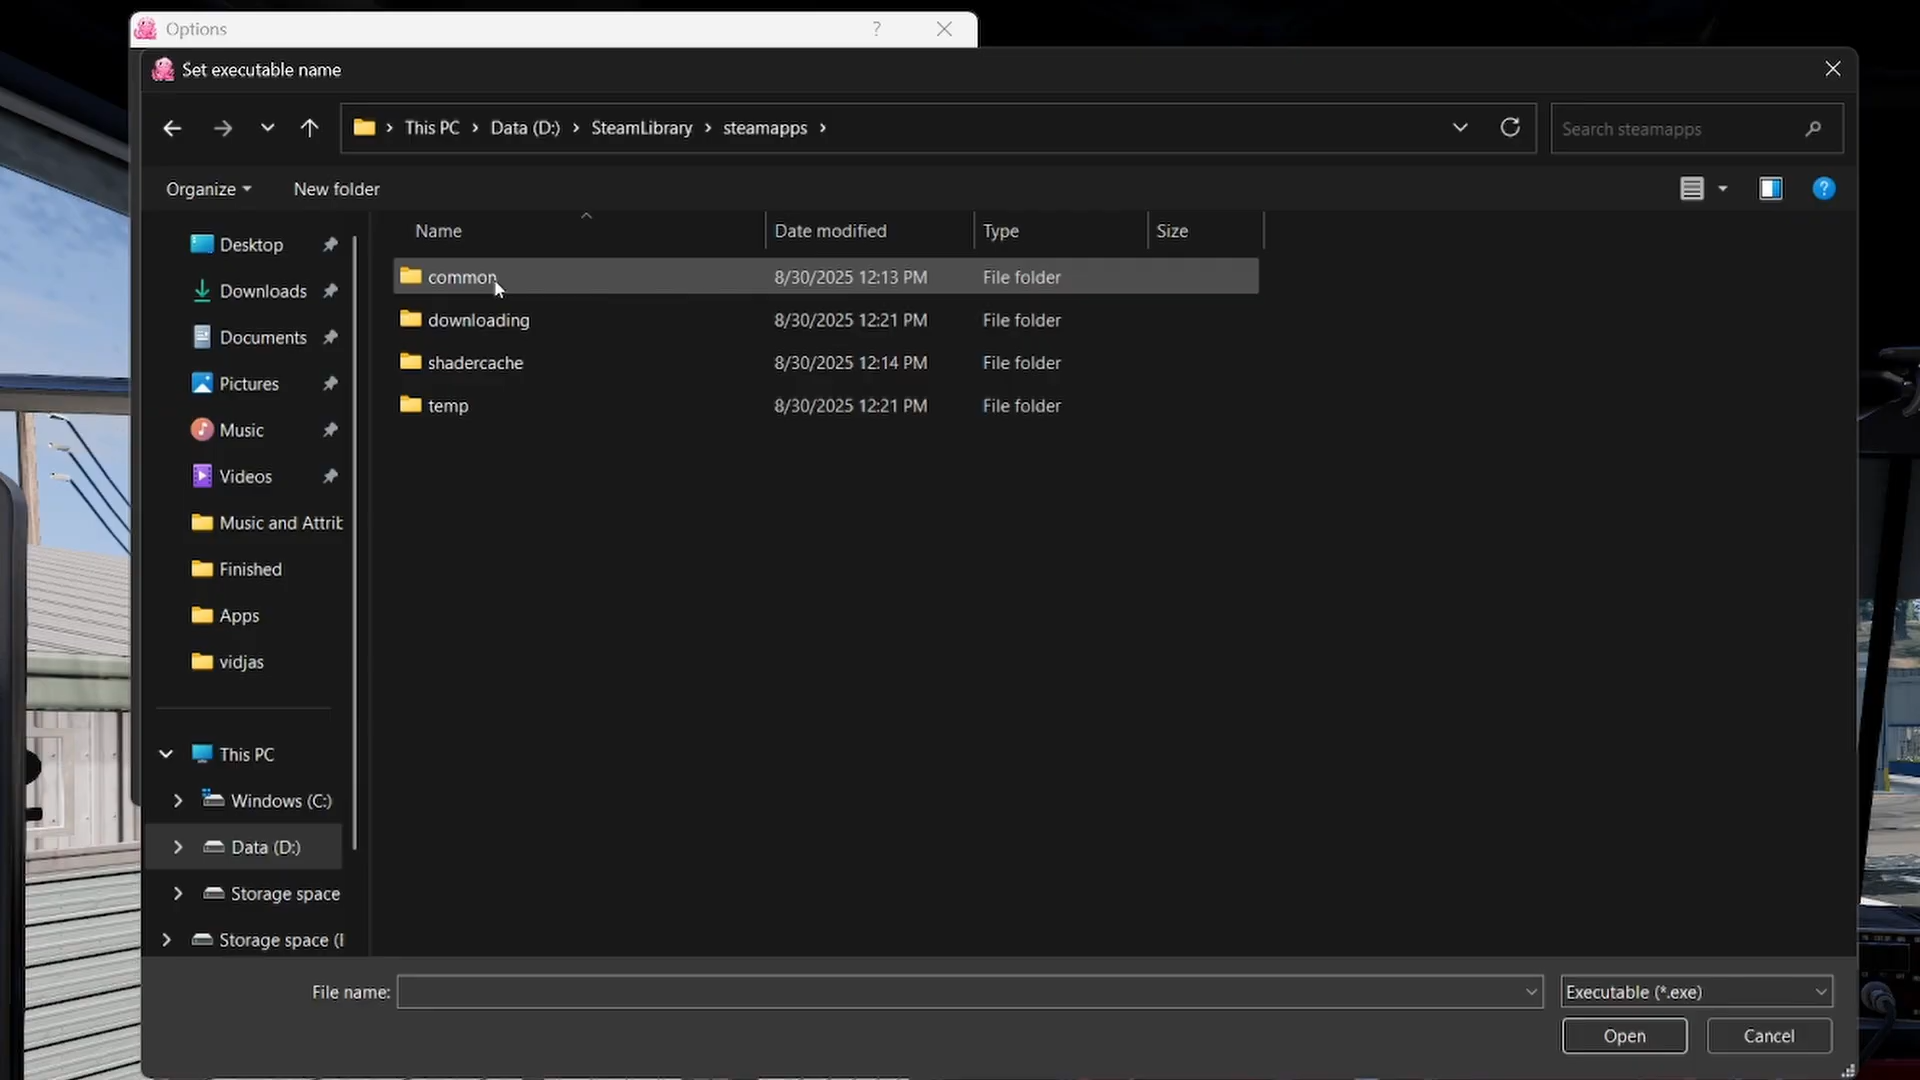 Options
?
Set executable name
This PC
Data (D:)
SteamLibrary
steamapps
Search steamapps
Organize
New folder
Name
Date modified
Type
Size
Desktop
Downloads
Documents
Pictures
Music
Videos
Music and Attrib
Finished
Apps
vidjas
This PC
Windows (C:)
Data (D:)
Storage space
Storage space (I
common 8/30/2025 12:13 PM File folder
downloading 8/30/2025 12:21 PM File folder
shadercache 8/30/2025 12:14 PM File folder
temp 8/30/2025 12:21 PM File folder
File name:
Executable (*.exe)
Open
Cancel